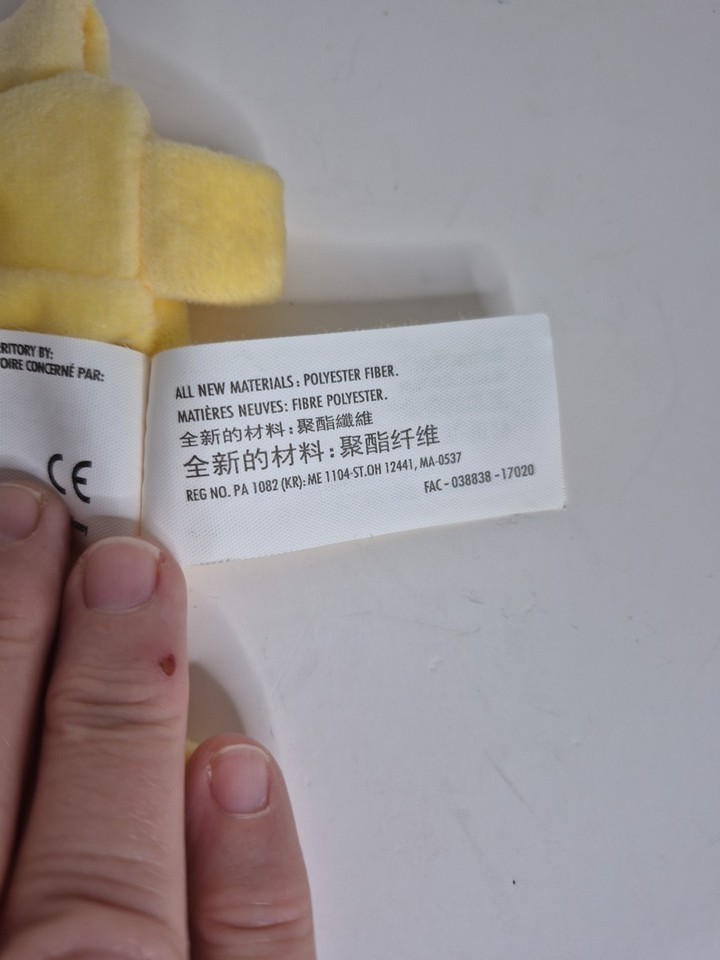 RITORY BY:
OIRE CONCERNÉ PAR:
CE
ALL NEW MATERIALS: POLYESTER FIBER.
MATIÈRES NEUVES: FIBRE POLYESTER.
全新的材料:聚酯纖維
全新的材料:聚酯纤维
REG NO. PA 1082 (KR): ME 1104-ST.OH 12441, MA-0537
FAC - 038838 -17020